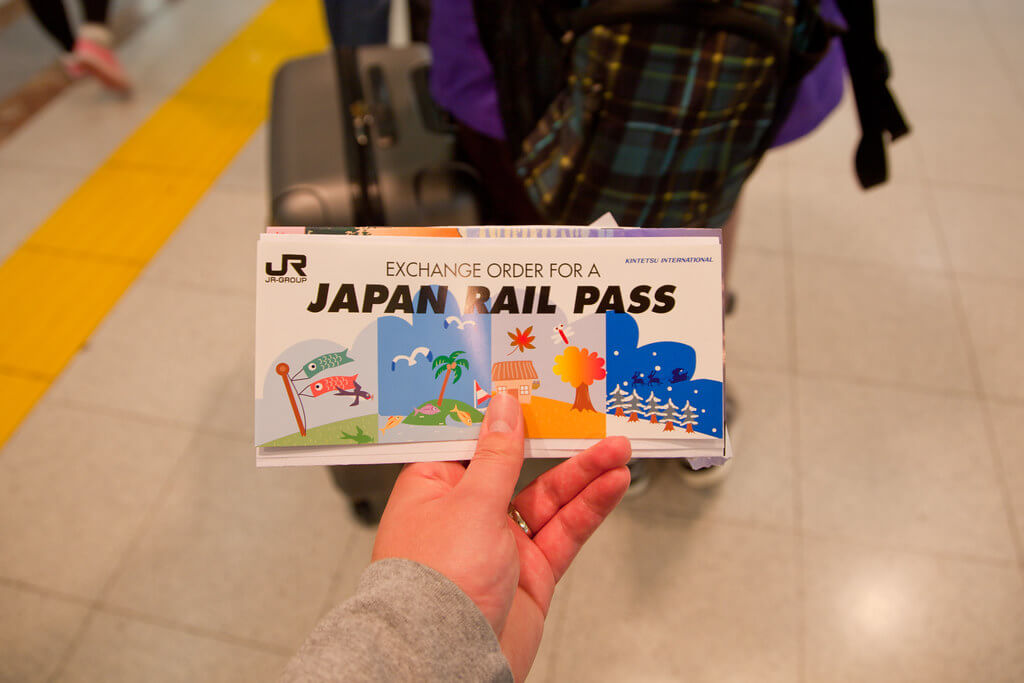 JR
JR-GROUP
KINTETSU INTERNATIONAL
EXCHANGE ORDER FOR A
JAPAN RAIL PASS